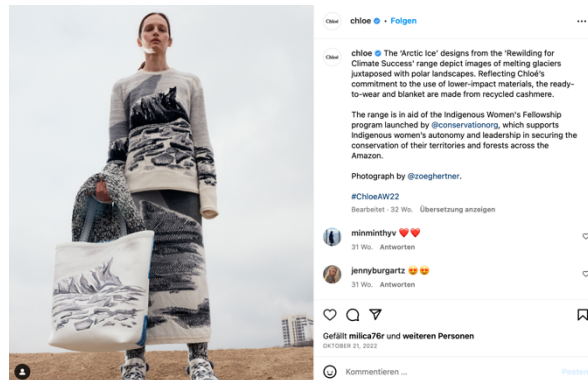 Chloé
chloe • Folgen
Chloé
chloe The ‘Arctic Ice’ designs from the ‘Rewilding for
Climate Success’ range depict images of melting glaciers
juxtaposed with polar landscapes. Reflecting Chloé’s
commitment to the use of lower-impact materials, the ready-
to-wear and blanket are made from recycled cashmere.
The range is in aid of the Indigenous Women's Fellowship
program launched by @conservationorg, which supports
Indigenous women's autonomy and leadership in securing the
conservation of their territories and forests across the
Amazon.
Photograph by @zoeghertner.
#ChloeAW22
Bearbeitet · 32 Wo. Übersetzung anzeigen
minminthyv ❤️❤️
31 Wo. Antworten
jennyburgartz 😍😍
31 Wo. Antworten
Gefällt milica76r und weiteren Personen
OKTOBER 21, 2022
Kommentieren ...
Posten